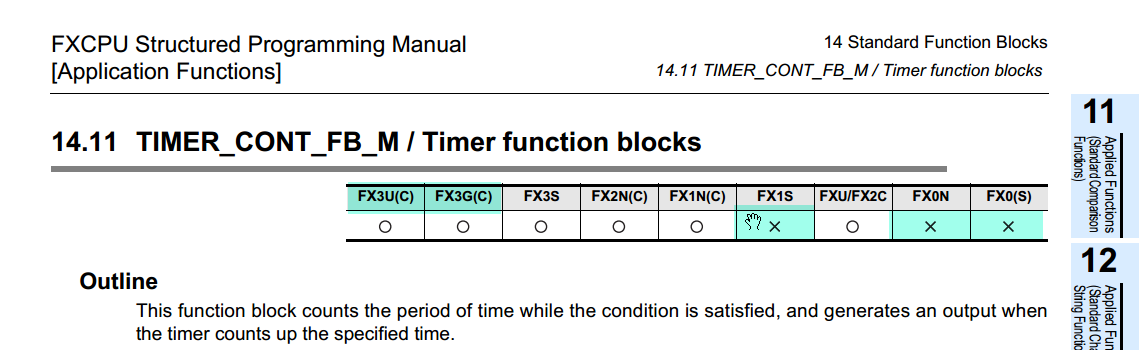 FXCPU Structured Programming Manual
[Application Functions]
14 Standard Function Blocks
14.11 TIMER_CONT_FB_M / Timer function blocks
14.11 TIMER_CONT_FB_M / Timer function blocks
FX3U(C) FX3G(C) FX3S FX2N(C) FX1N(C) FX1S FXU/FX2C FX0N FX0(S)
○ ○ ○ ○ ○ × ○ × ×
Outline
This function block counts the period of time while the condition is satisfied, and generates an output when
the timer counts up the specified time.
11
Applied Functions
(Standard Comparison
Functions)
12
Applied Fun
(Standard Cha
String Functio